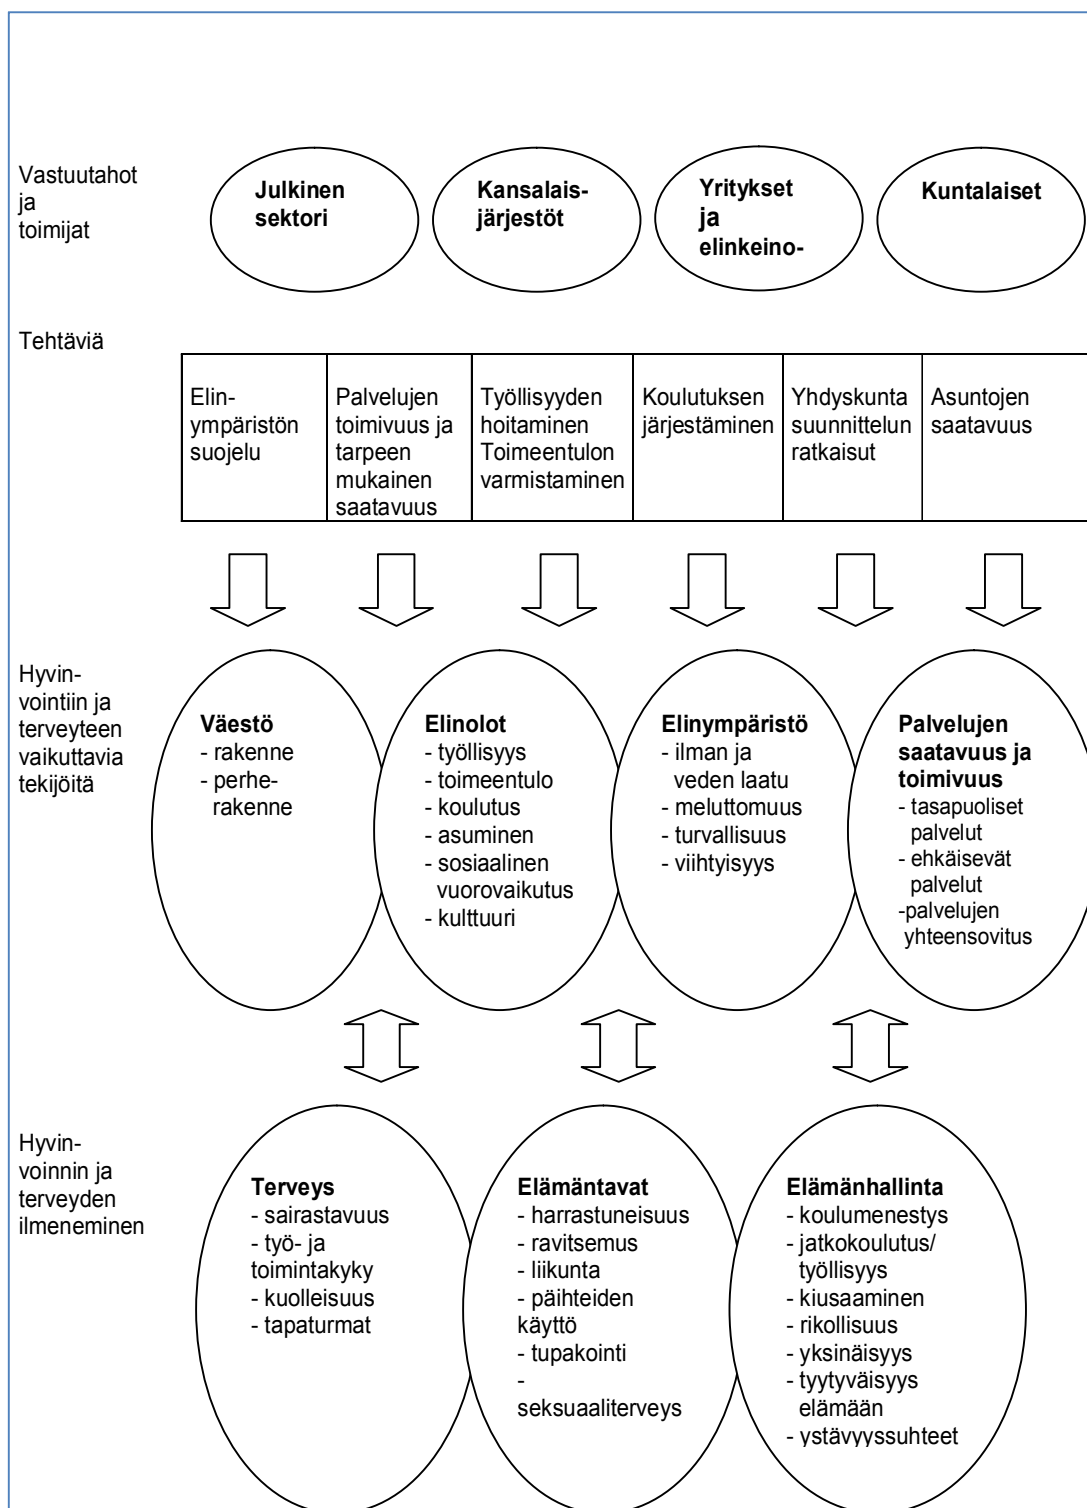 Vastuutahot
ja
toimijat
Julkinen
sektori
Kansalais-
järjestöt
Yritykset
ja
elinkeino-
Kuntalaiset
Tehtäviä
Elin-
ympäristön
suojelu
Palvelujen
toimivuus ja
tarpeen
mukainen
saatavuus
Työllisyyden
hoitaminen
Toimeentulon
varmistaminen
Koulutuksen
järjestäminen
Yhdyskunta
suunnittelun
ratkaisut
Asuntojen
saatavuus
Hyvin-
vointiin ja
terveyteen
vaikuttavia
tekijöitä
Väestö
- rakenne
- perhe-
rakenne
Elinolot
- työllisyys
- toimeentulo
- koulutus
- asuminen
- sosiaalinen
vuorovaikutus
- kulttuuri
Elinympäristö
- ilman ja
veden laatu
- meluttomuus
- turvallisuus
- viihtyisyys
Palvelujen
saatavuus ja
toimivuus
- tasapuoliset
palvelut
- ehkäisevät
palvelut
-palvelujen
yhteensovitus
Hyvin-
voinnin ja
terveyden
ilmeneminen
Terveys
- sairastavuus
- työ- ja
toimintakyky
- kuolleisuus
- tapaturmat
Elämäntavat
- harrastuneisuus
- ravitsemus
- liikunta
- päihteiden
käyttö
- tupakointi
-
seksuaaliterveys
Elämänhallinta
- koulumenestys
- jatkokoulutus/
työllisyys
- kiusaaminen
- rikollisuus
- yksinäisyys
- tyytyväisyys
elämään
- ystävyyssuhteet